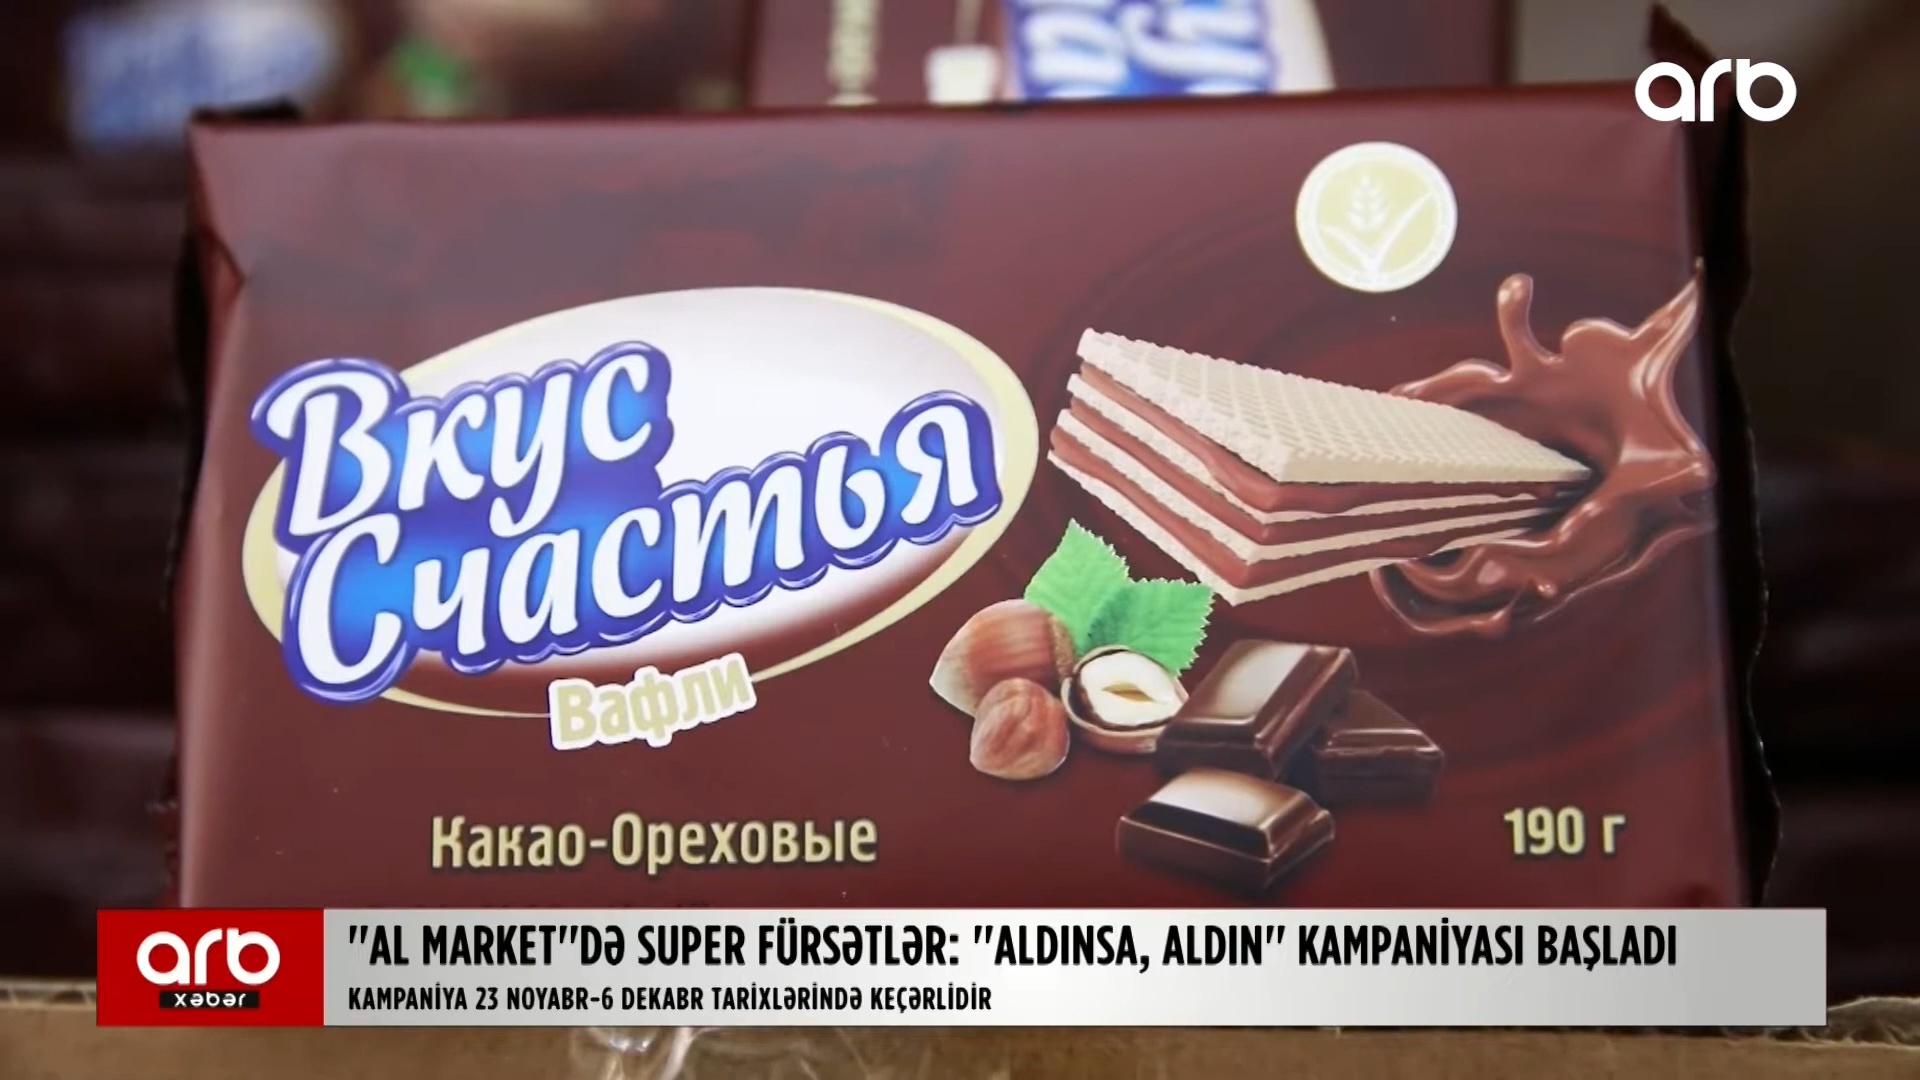 arb
Вкус
Счастья
Вафли
Какао-Ореховые
190 г
arb
xəbər
"AL MARKET"DƏ SUPER FÜRSƏTLƏR: "ALDINSA, ALDIN" KAMPANİYASI BAŞLADI
KAMPANİYA 23 NOYABR-6 DEKABR TARİXLƏRİNDƏ KEÇƏRLİDİR